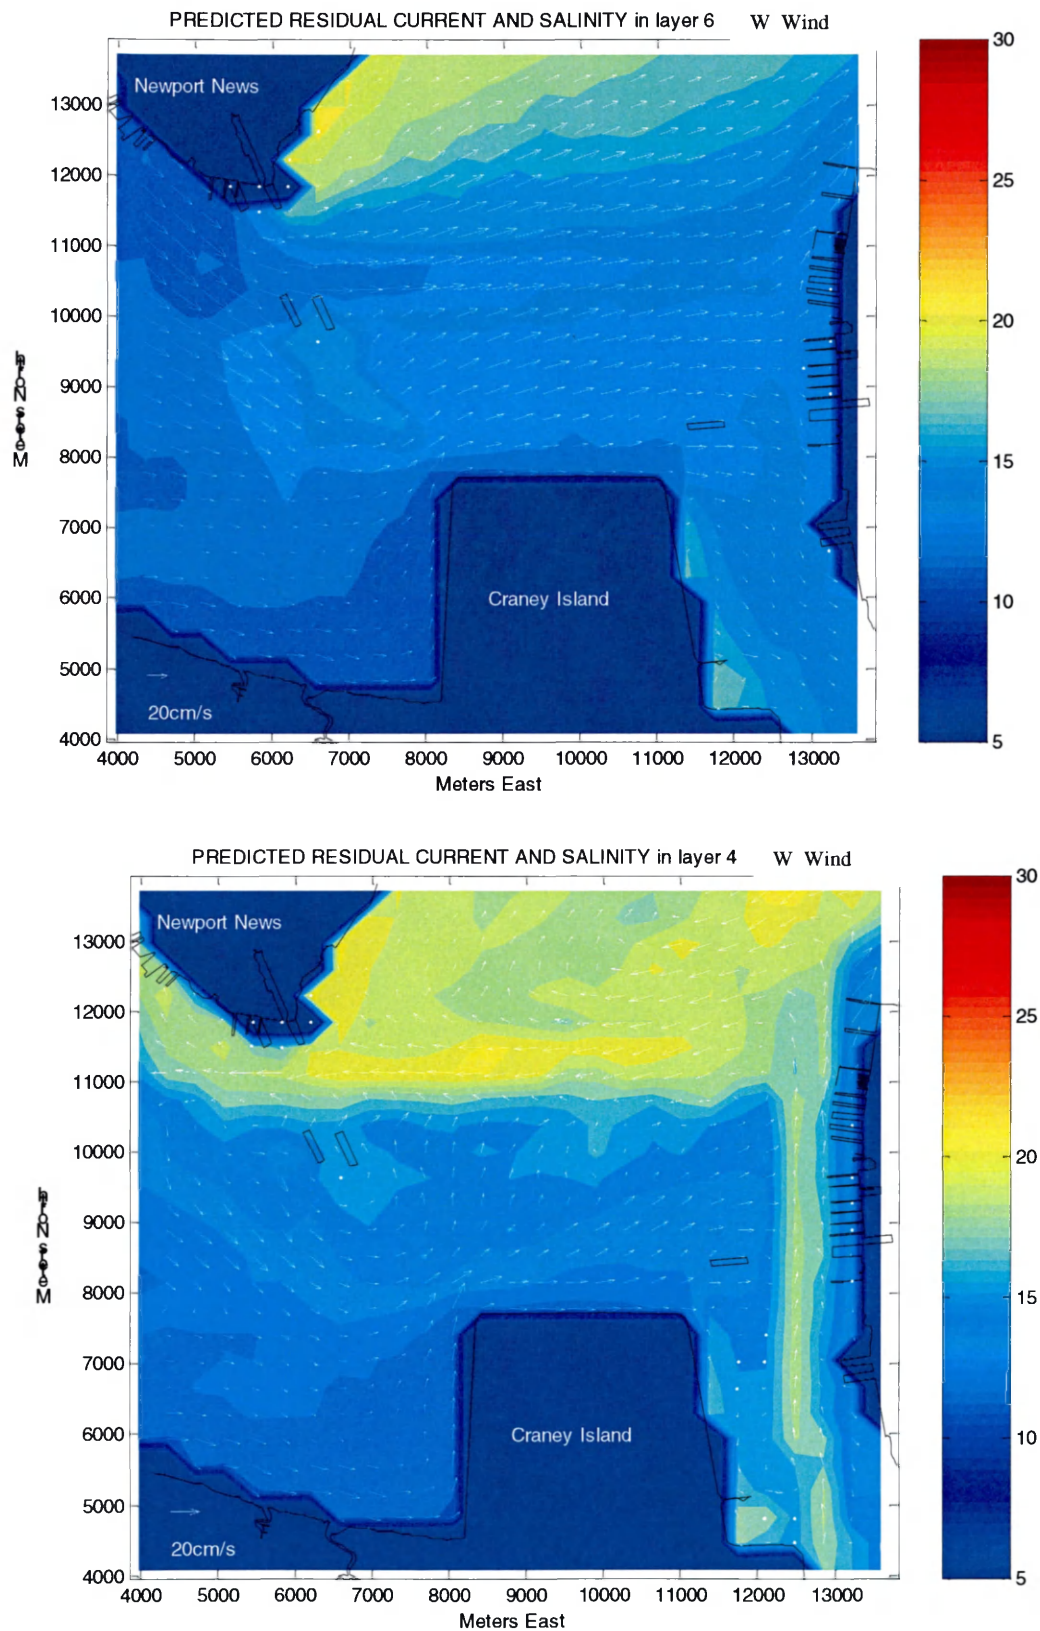 PREDICTED RESIDUAL CURRENT AND SALINITY in layer 6 W Wind
Newport News
Craney Island
20cm/s
13000
12000
11000
10000
9000
8000
7000
6000
5000
4000
Meters North
4000 5000 6000 7000 8000 9000 10000 11000 12000 13000
Meters East
30
25
20
15
10
5
PREDICTED RESIDUAL CURRENT AND SALINITY in layer 4 W Wind
Newport News
Craney Island
20cm/s
13000
12000
11000
10000
9000
8000
7000
6000
5000
4000
Meters North
4000 5000 6000 7000 8000 9000 10000 11000 12000 13000
Meters East
30
25
20
15
10
5